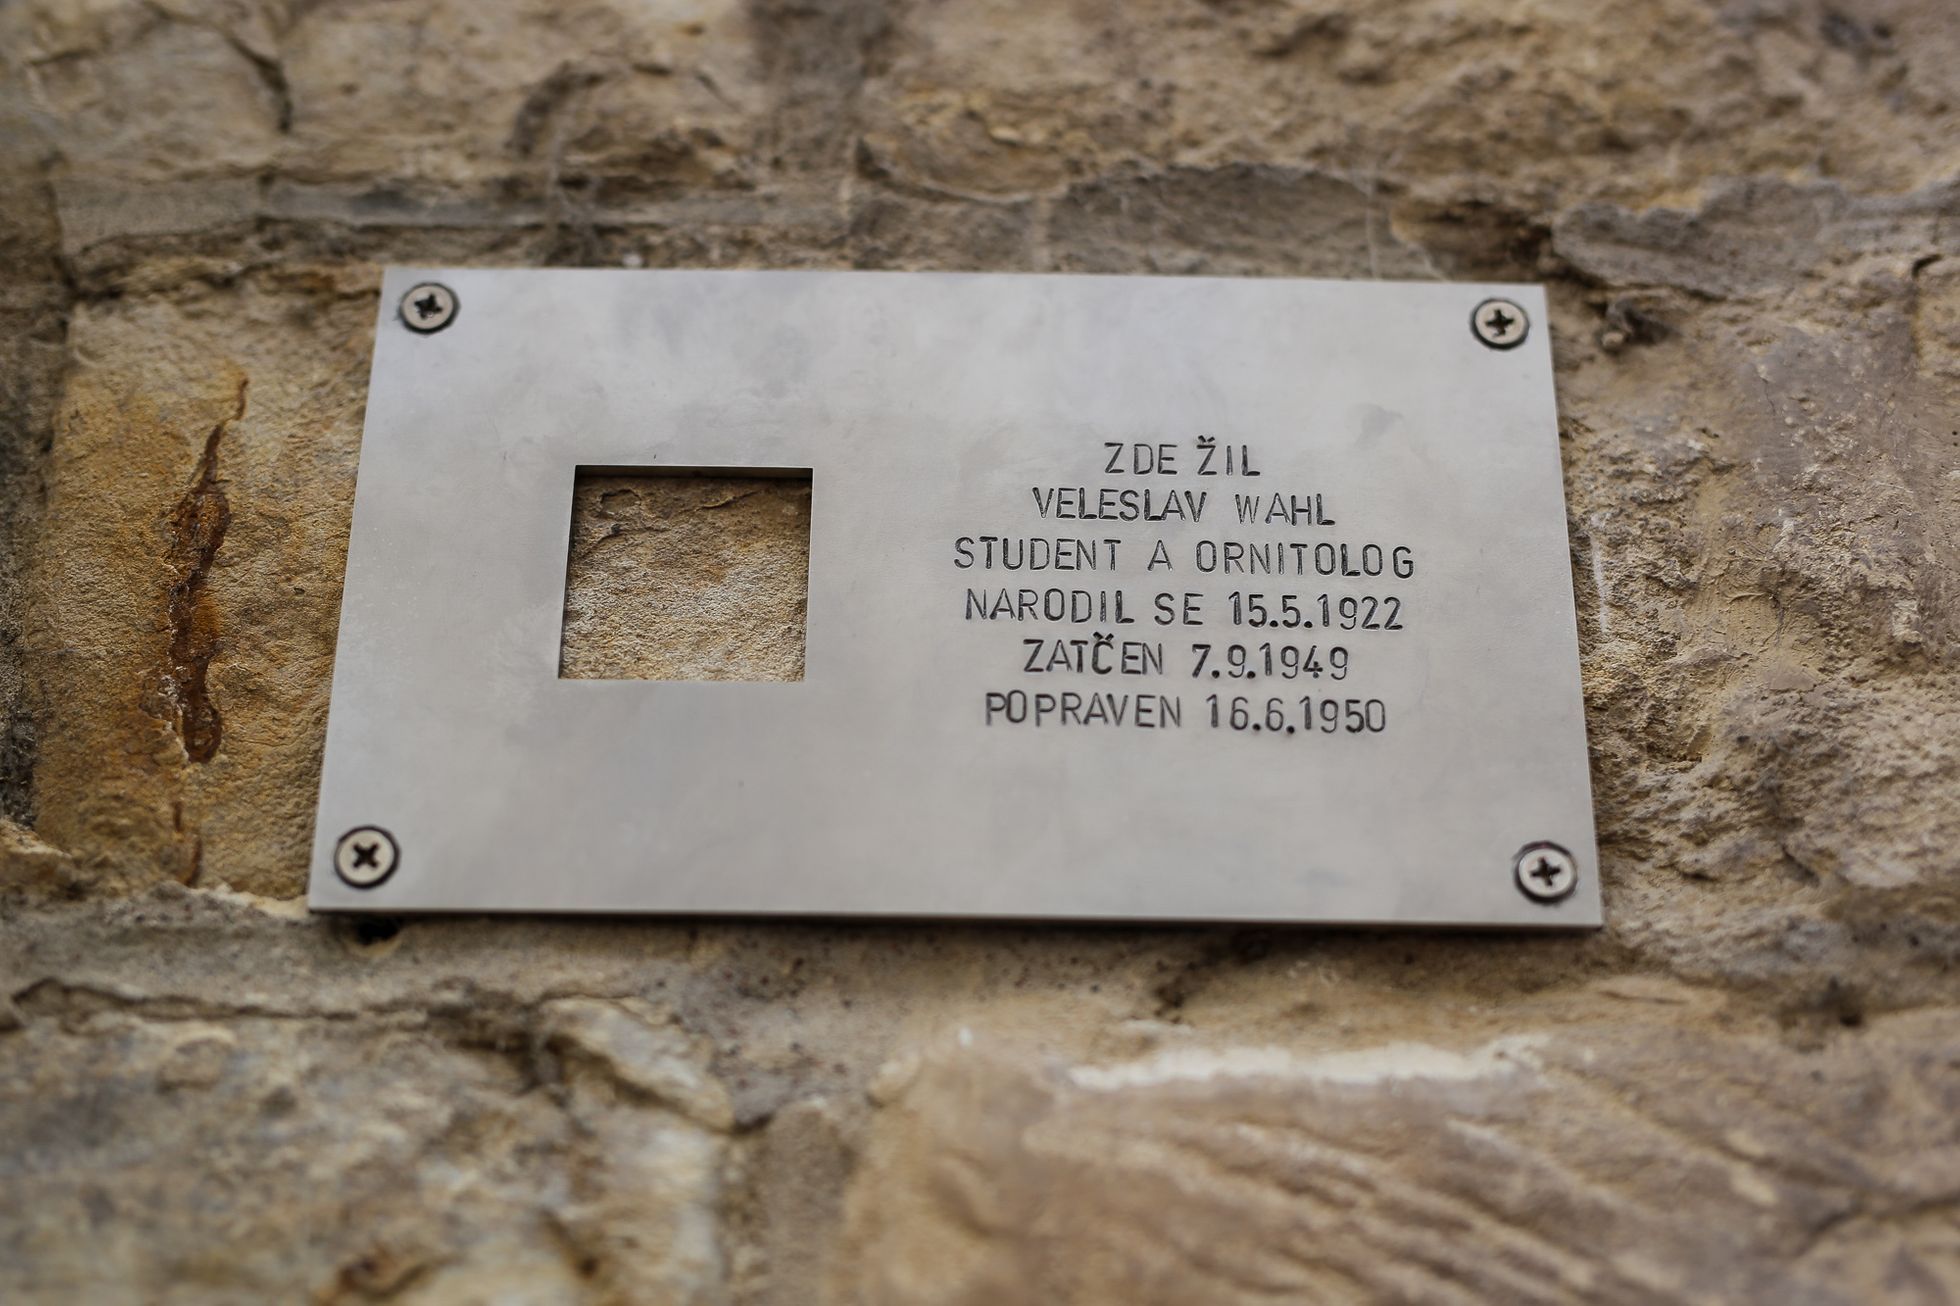 ZDE ŽIL
VELESLAV WAHL
STUDENT A ORNITOLOG
NARODIL SE 15.5.1922
ZATČEN 7.9.1949
POPRAVEN 16.6.1950